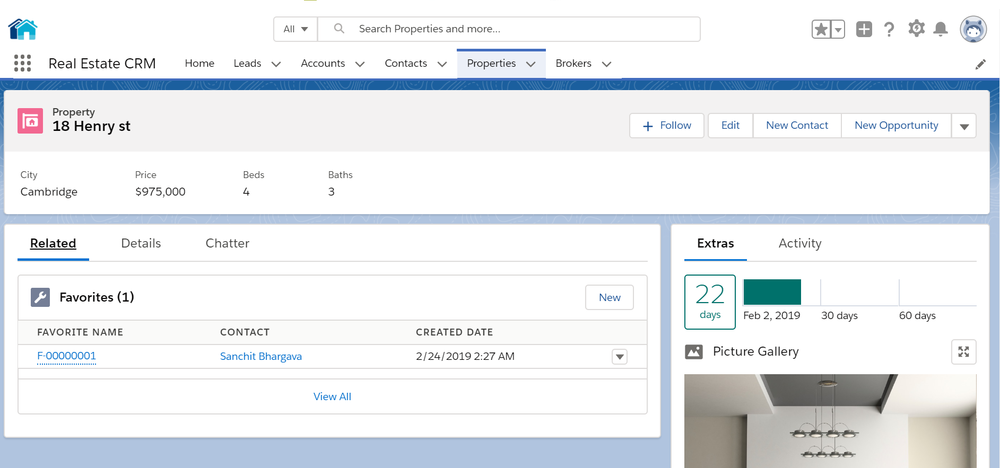 All
Search Properties and more...
Real Estate CRM
Home
Leads
Accounts
Contacts
Properties
Brokers
Property
18 Henry st
Follow
Edit
New Contact
New Opportunity
City
Price
Beds
Baths
Cambridge
$975,000
4
3
Related
Details
Chatter
Favorites (1)
New
FAVORITE NAME
CONTACT
CREATED DATE
F-00000001
Sanchit Bhargava
2/24/2019 2:27 AM
View All
Extras
Activity
22
days
Feb 2, 2019
30 days
60 days
Picture Gallery